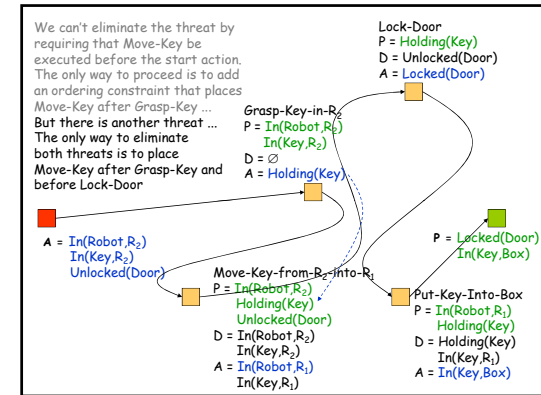 We can't eliminate the threat by
requiring that Move-Key be
executed before the start action.
The only way to proceed is to add
an ordering constraint that places
Move-Key after Grasp-Key ...
But there is another threat ...
The only way to eliminate
both threats is to place
Move-Key after Grasp-Key and
before Lock-Door
Lock-Door
P = Holding(Key)
D = Unlocked(Door)
A = Locked(Door)
Grasp-Key-in-R₂
P = In(Robot,R₂)
In(Key,R₂)
D = ∅
A = Holding(Key)
A = In(Robot,R₂)
In(Key,R₂)
Unlocked(Door)
P = Locked(Door)
In(Key,Box)
Move-Key-from-R₂-into-R₁
P = In(Robot,R₂)
Holding(Key)
Unlocked(Door)
D = In(Robot,R₂)
In(Key,R₂)
A = In(Robot,R₁)
In(Key,R₁)
Put-Key-Into-Box
P = In(Robot,R₁)
Holding(Key)
D = Holding(Key)
In(Key,R₁)
A = In(Key,Box)